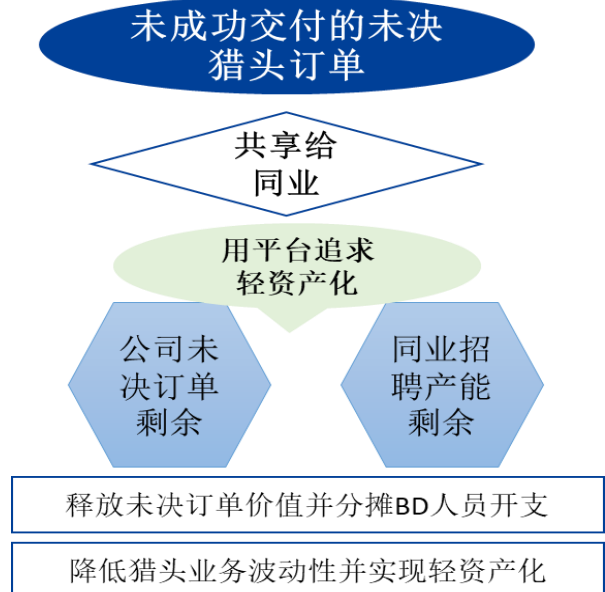 未成功交付的未决
猎头订单
共享给
同业
用平台追求
轻资产化
公司未
决订单
剩余
同业招
聘产能
剩余
释放未决订单价值并分摊BD人员开支
降低猎头业务波动性并实现轻资产化